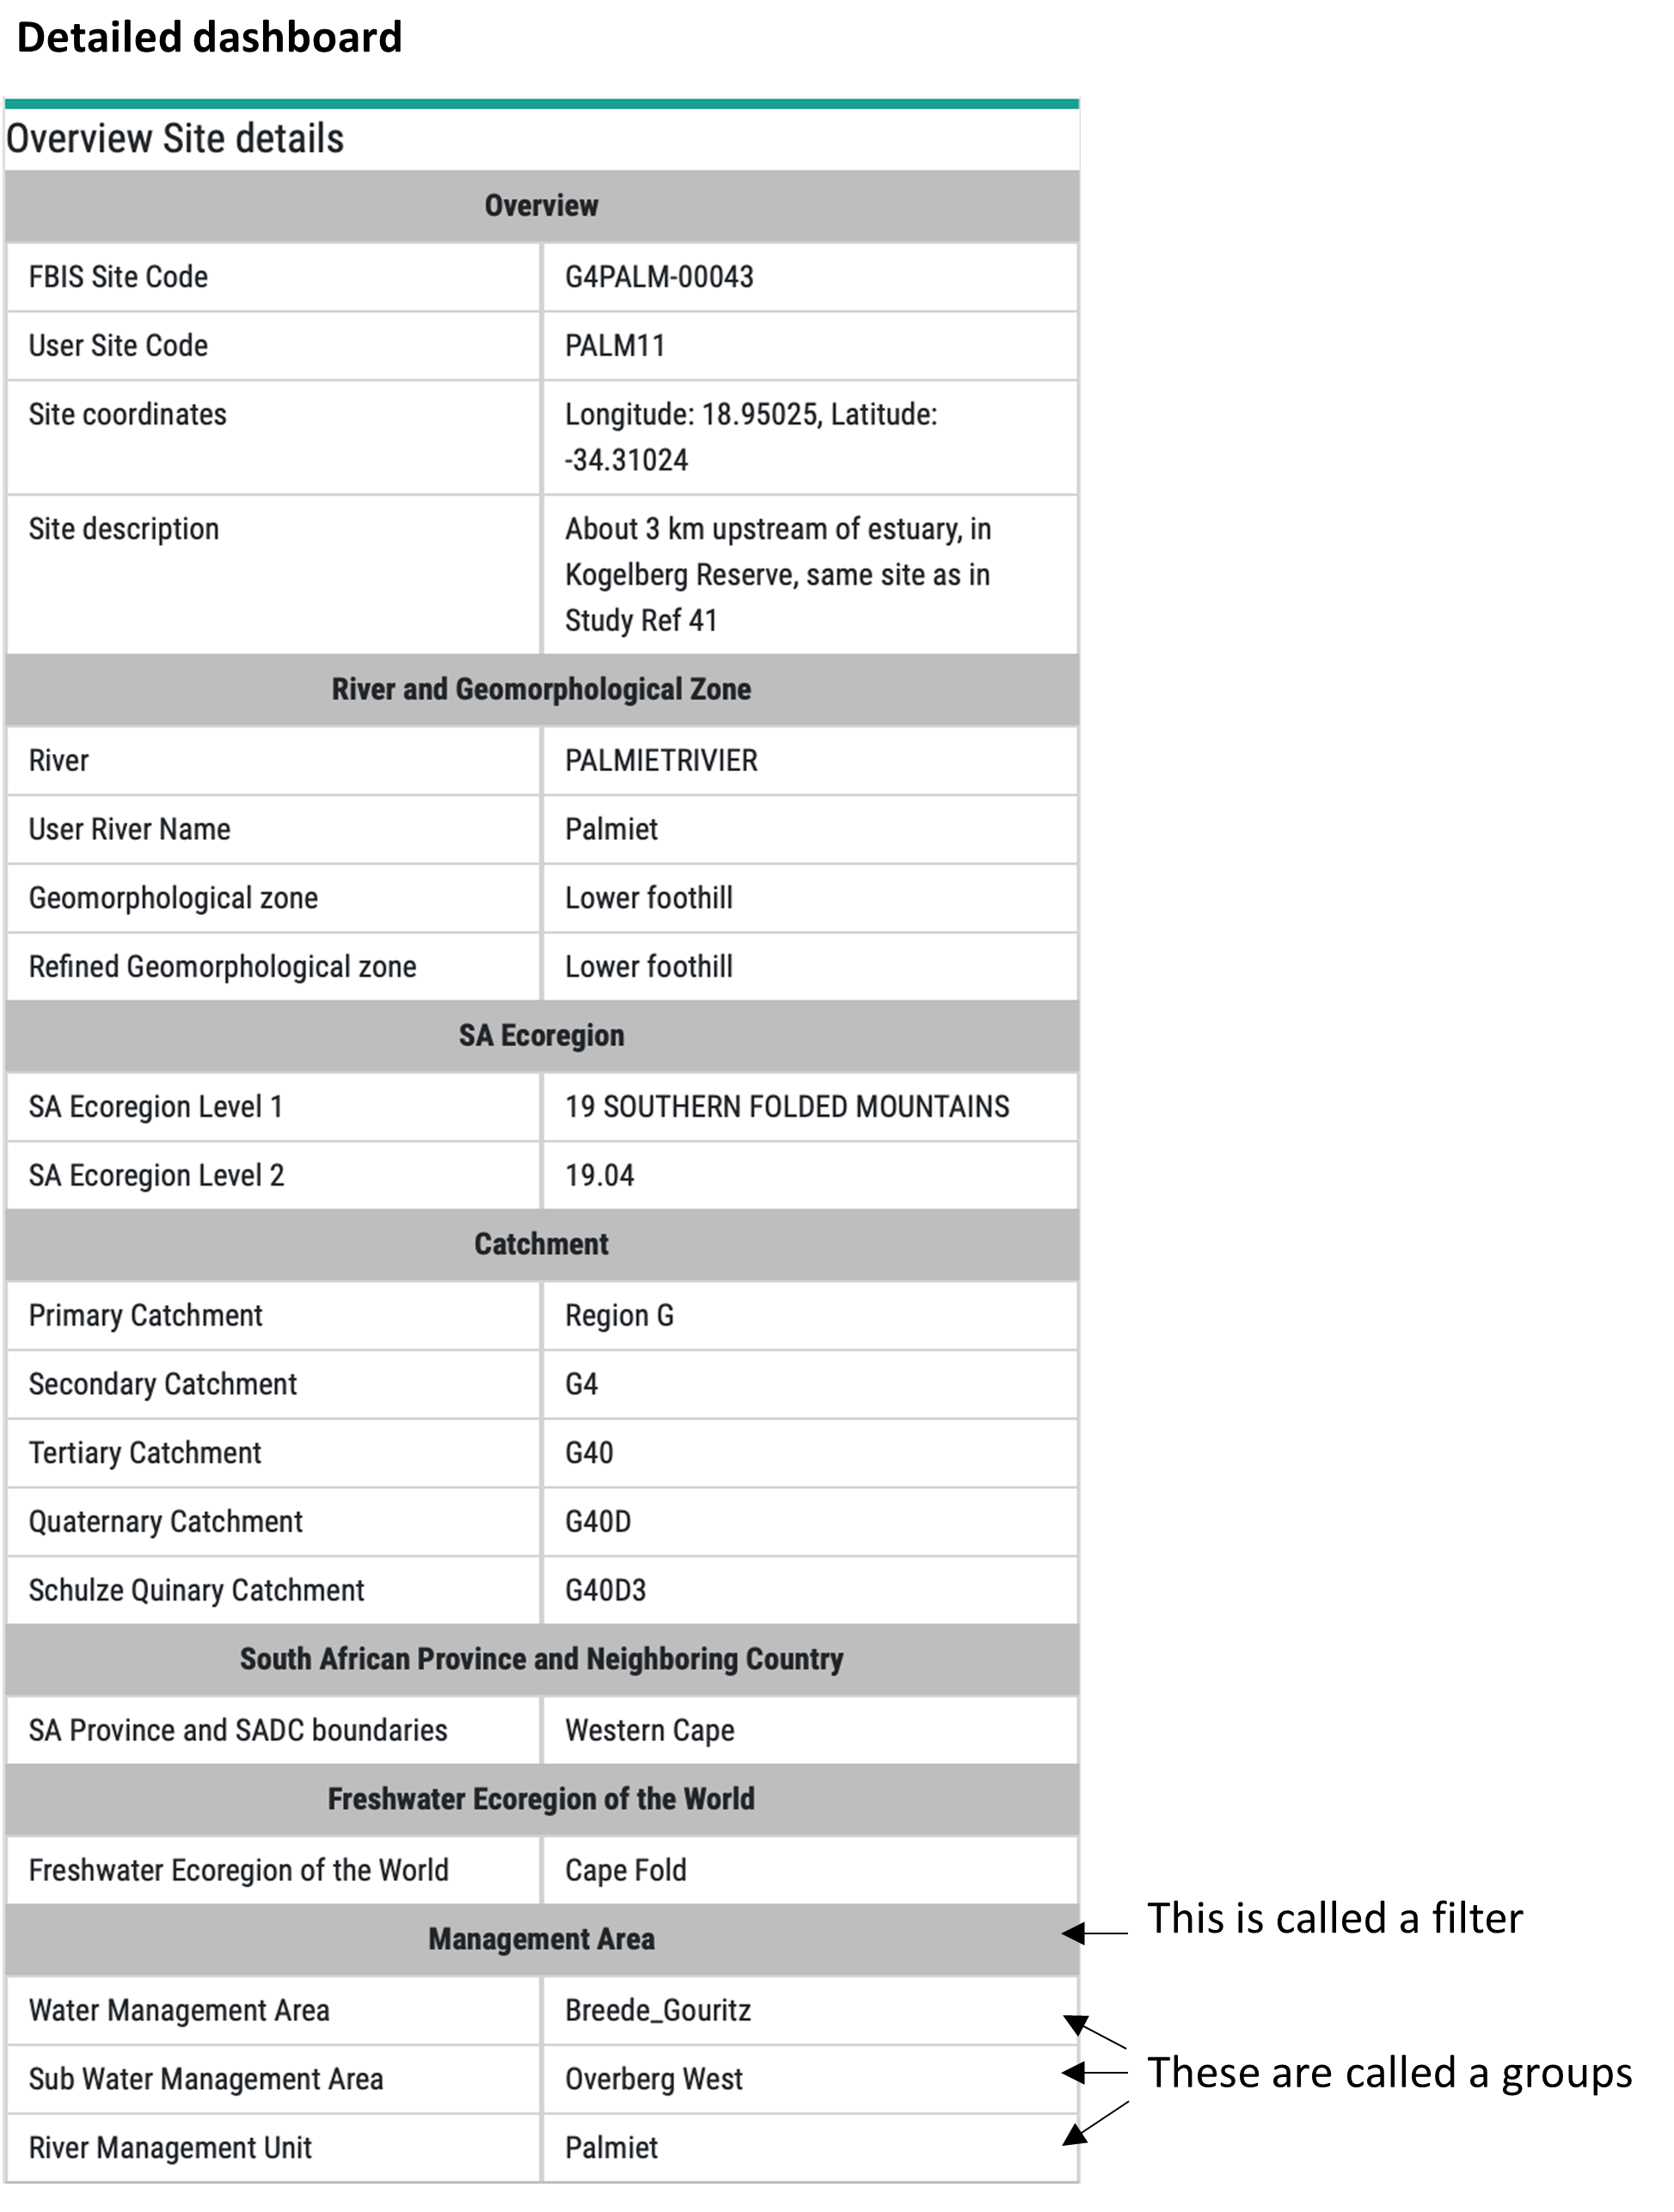 Detailed dashboard
Overview Site details
Overview
FBIS Site Code G4PALM-00043
User Site Code PALM11
Site coordinates Longitude: 18.95025, Latitude:
-34.31024
Site description About 3 km upstream of estuary, in
Kogelberg Reserve, same site as in
Study Ref 41
River and Geomorphological Zone
River PALMIETRIVIER
User River Name Palmiet
Geomorphological zone Lower foothill
Refined Geomorphological zone Lower foothill
SA Ecoregion
SA Ecoregion Level 1 19 SOUTHERN FOLDED MOUNTAINS
SA Ecoregion Level 2 19.04
Catchment
Primary Catchment Region G
Secondary Catchment G4
Tertiary Catchment G40
Quaternary Catchment G40D
Schulze Quinary Catchment G40D3
South African Province and Neighboring Country
SA Province and SADC boundaries Western Cape
Freshwater Ecoregion of the World
Freshwater Ecoregion of the World Cape Fold
Management Area This is called a filter
Water Management Area Breede_Gouritz
Sub Water Management Area Overberg West These are called a groups
River Management Unit Palmiet